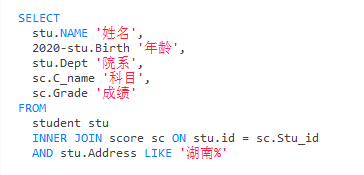 SELECT
stu.NAME '姓名',
2020-stu.Birth '年龄',
stu.Dept '院系',
sc.C_name '科目',
sc.Grade '成绩'
FROM
student stu
INNER JOIN score sc ON stu.id = sc.Stu_id
AND stu.Address LIKE '湖南%'